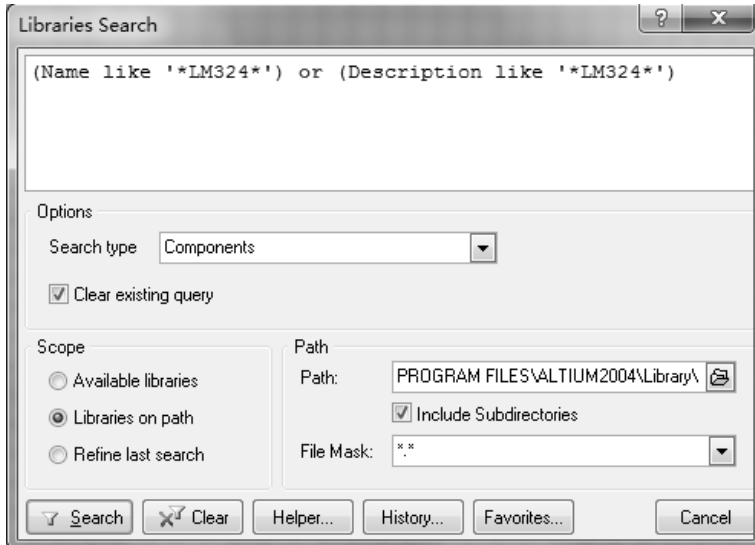 Libraries Search
(Name like '*LM324*') or (Description like '*LM324*')
Options
Search type Components
Clear existing query
Scope
Available libraries
Libraries on path
Refine last search
Path
Path: PROGRAM FILES\ALTIUM2004\Library\
Include Subdirectories
File Mask: *.*
Search Clear Helper... History... Favorites... Cancel